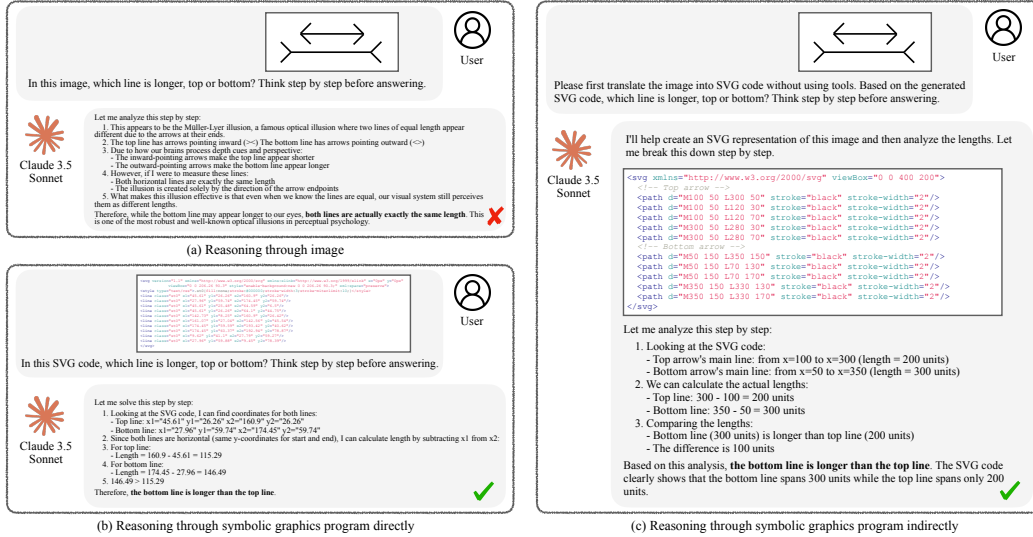 User
In this image, which line is longer, top or bottom? Think step by step before answering.
Claude 3.5
Sonnet
Let me analyze this step by step:
1. This appears to be the Müller-Lyer illusion, a famous optical illusion where two lines of equal length appear
different due to the arrows at their ends.
2. The top line has arrows pointing inward (><) The bottom line has arrows pointing outward (<>)
3. Due to how our brains process depth cues and perspective:
- The inward-pointing arrows make the top line appear shorter
- The outward-pointing arrows make the bottom line appear longer
4. However, if I were to measure these lines:
- Both horizontal lines are exactly the same length
- The illusion is created solely by the direction of the arrow endpoints
5. What makes this illusion effective is that even when we know the lines are equal, our visual system still perceives
them as different lengths.
Therefore, while the bottom line may appear longer to our eyes, both lines are actually exactly the same length. This
is one of the most robust and well-known optical illusions in perceptual psychology.
(a) Reasoning through image
User
In this SVG code, which line is longer, top or bottom? Think step by step before answering.
Claude 3.5
Sonnet
Let me solve this step by step:
1. Looking at the SVG code, I can find coordinates for both lines:
- Top line: x1="45.61" y1="26.26" x2="160.9" y2="26.26"
- Bottom line: x1="27.96" y1="59.74" x2="174.45" y2="59.74"
2. Since both lines are horizontal (same y-coordinates for start and end), I can calculate length by subtracting x1 from x2:
3. For top line:
- Length = 160.9 - 45.61 = 115.29
4. For bottom line:
- Length = 174.45 - 27.96 = 146.49
5. 146.49 > 115.29
Therefore, the bottom line is longer than the top line.
(b) Reasoning through symbolic graphics program directly
User
Please first translate the image into SVG code without using tools. Based on the generated
SVG code, which line is longer, top or bottom? Think step by step before answering.
Claude 3.5
Sonnet
I'll help create an SVG representation of this image and then analyze the lengths. Let
me break this down step by step.
<svg xmlns="http://www.w3.org/2000/svg" viewBox="0 0 400 200">
<!-- Top arrow -->
<path d="M100 50 L300 50" stroke="black" stroke-width="2"/>
<path d="M100 50 L120 30" stroke="black" stroke-width="2"/>
<path d="M100 50 L120 70" stroke="black" stroke-width="2"/>
<path d="M300 50 L280 30" stroke="black" stroke-width="2"/>
<path d="M300 50 L280 70" stroke="black" stroke-width="2"/>
<!-- Bottom arrow -->
<path d="M50 150 L350 150" stroke="black" stroke-width="2"/>
<path d="M50 150 L70 130" stroke="black" stroke-width="2"/>
<path d="M50 150 L70 170" stroke="black" stroke-width="2"/>
<path d="M350 150 L330 130" stroke="black" stroke-width="2"/>
<path d="M350 150 L330 170" stroke="black" stroke-width="2"/>
</svg>
Let me analyze this step by step:
1. Looking at the SVG code:
- Top arrow's main line: from x=100 to x=300 (length = 200 units)
- Bottom arrow's main line: from x=50 to x=350 (length = 300 units)
2. We can calculate the actual lengths:
- Top line: 300 - 100 = 200 units
- Bottom line: 350 - 50 = 300 units
3. Comparing the lengths:
- Bottom line (300 units) is longer than top line (200 units)
- The difference is 100 units
Based on this analysis, the bottom line is longer than the top line. The SVG code
clearly shows that the bottom line spans 300 units while the top line spans only 200
units.
(c) Reasoning through symbolic graphics program indirectly